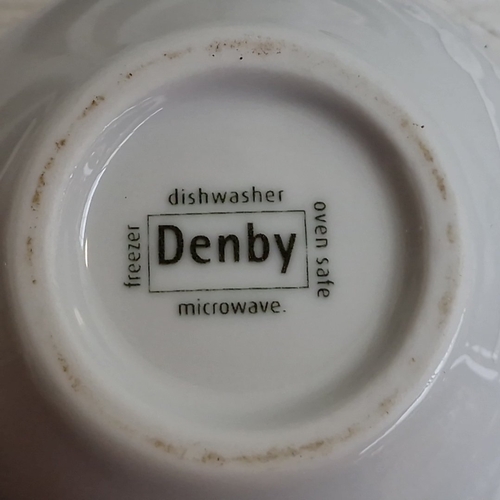 dishwasher
freezer
Denby
oven safe
microwave.